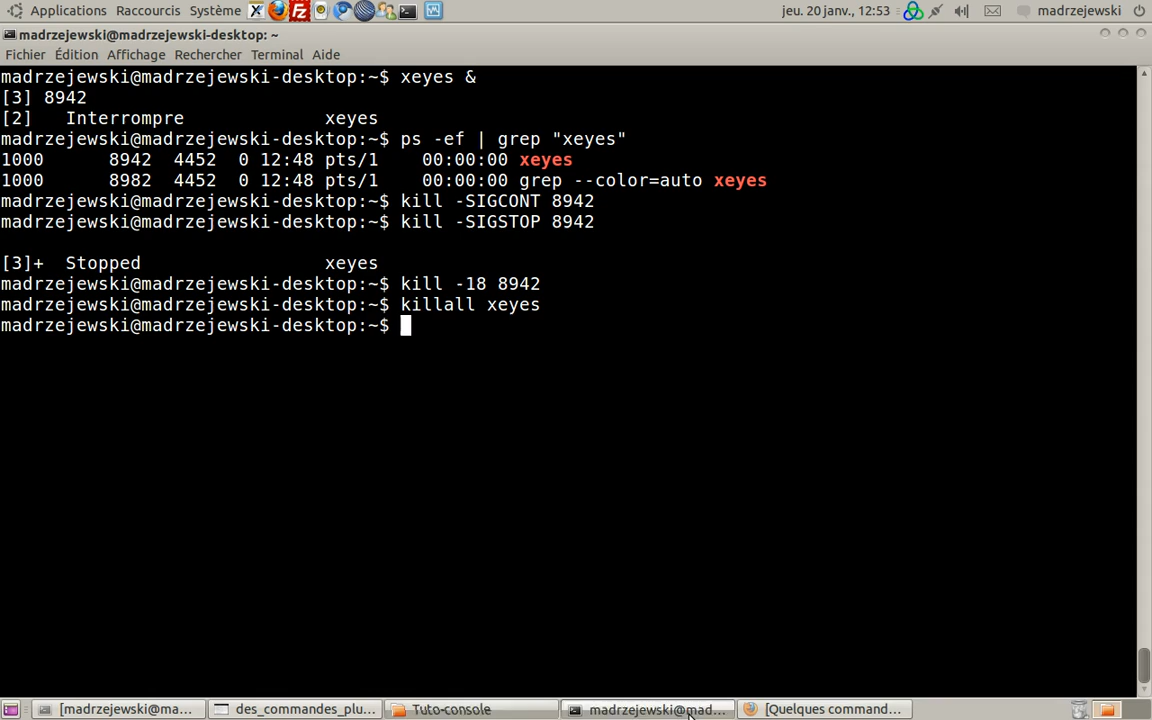 Applications Raccourcis Système jeu. 20 janv., 12:53 madrzejewski
madrzejewski@madrzejewski-desktop: ~
Fichier Édition Affichage Rechercher Terminal Aide
madrzejewski@madrzejewski-desktop:~$ xeyes &
[3] 8942
[2]   Interrompre             xeyes
madrzejewski@madrzejewski-desktop:~$ ps -ef | grep "xeyes"
1000      8942  4452  0 12:48 pts/1    00:00:00 xeyes
1000      8982  4452  0 12:48 pts/1    00:00:00 grep --color=auto xeyes
madrzejewski@madrzejewski-desktop:~$ kill -SIGCONT 8942
madrzejewski@madrzejewski-desktop:~$ kill -SIGSTOP 8942
[3]+  Stopped                 xeyes
madrzejewski@madrzejewski-desktop:~$ kill -18 8942
madrzejewski@madrzejewski-desktop:~$ killall xeyes
madrzejewski@madrzejewski-desktop:~$
[madrzejewski@ma... des_commandes_plu... Tuto-console madrzejewski@mad... [Quelques command...